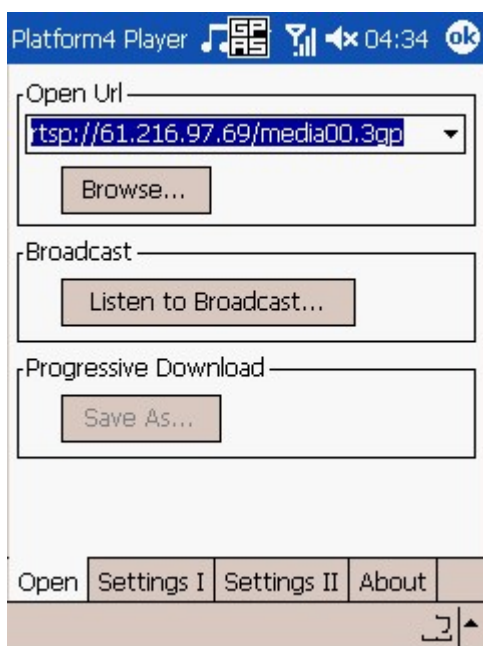 Platform4 Player GPRS 04:34 ok
Open Url
rtsp://61.216.97.69/media00.3gp
Browse...
Broadcast
Listen to Broadcast...
Progressive Download
Save As...
Open Settings I Settings II About